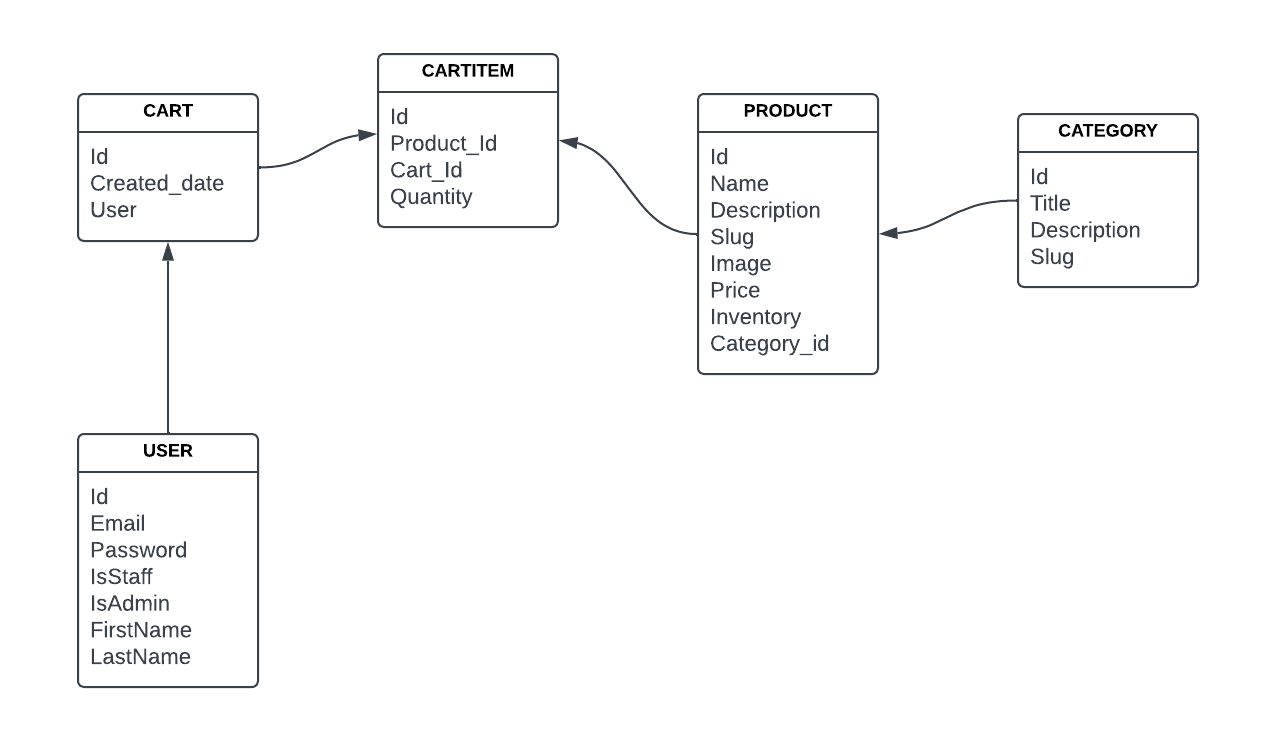 CART
Id
Created_date
User
CARTITEM
Id
Product_Id
Cart_Id
Quantity
PRODUCT
Id
Name
Description
Slug
Image
Price
Inventory
Category_id
CATEGORY
Id
Title
Description
Slug
USER
Id
Email
Password
IsStaff
IsAdmin
FirstName
LastName